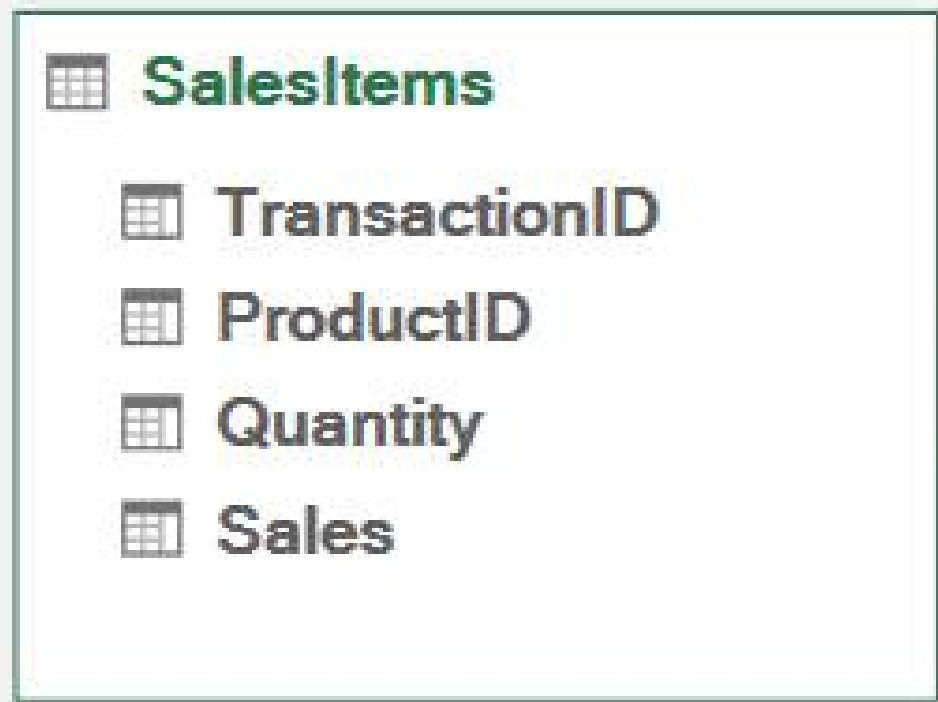 SalesItems
TransactionID
ProductID
Quantity
Sales